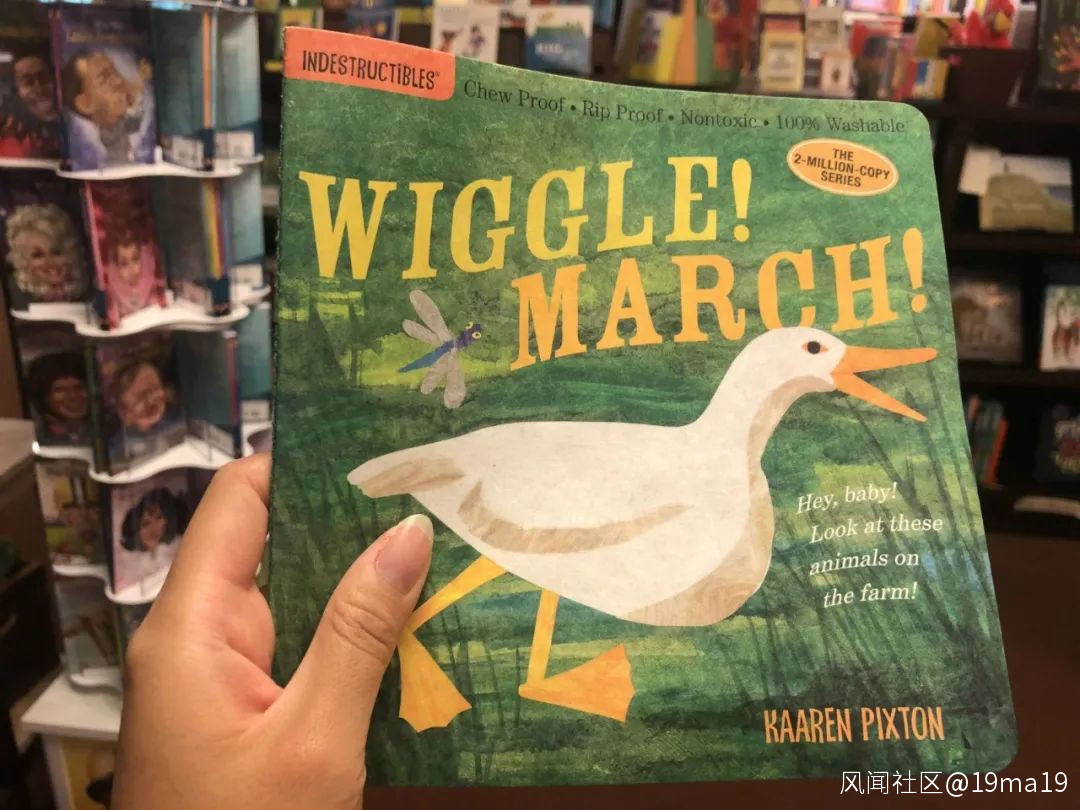 INDESTRUCTIBLES®
Chew Proof • Rip Proof • Nontoxic • 100% Washable
THE
2-MILLION-COPY
SERIES
WIGGLE!
MARCH!
Hey, baby!
Look at these
animals on
the farm!
KAAREN PIXTON
风闻社区@19ma19